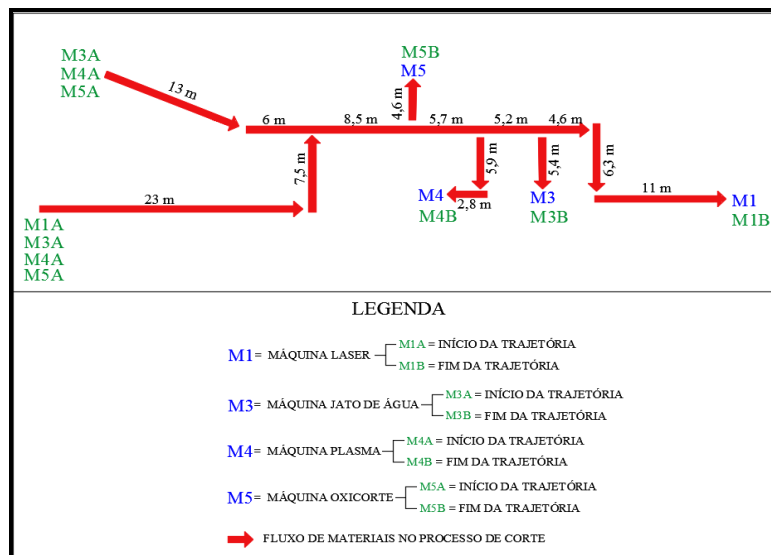 M3A
M4A
M5A
13 m
M5B
M5
4,6 m
6 m
8,5 m
5,7 m
5,2 m
4,6 m
7,5 m
5,9 m
5,4 m
6,3 m
23 m
M4
M4B
2,8 m
M3
M3B
11 m
M1
M1B
M1A
M3A
M4A
M5A
LEGENDA
M1= MÁQUINA LASER
M1A = INÍCIO DA TRAJETÓRIA
M1B = FIM DA TRAJETÓRIA
M3= MÁQUINA JATO DE ÁGUA
M3A = INÍCIO DA TRAJETÓRIA
M3B = FIM DA TRAJETÓRIA
M4= MÁQUINA PLASMA
M4A = INÍCIO DA TRAJETÓRIA
M4B = FIM DA TRAJETÓRIA
M5= MÁQUINA OXICORTE
M5A = INÍCIO DA TRAJETÓRIA
M5B = FIM DA TRAJETÓRIA
FLUXO DE MATERIAIS NO PROCESSO DE CORTE